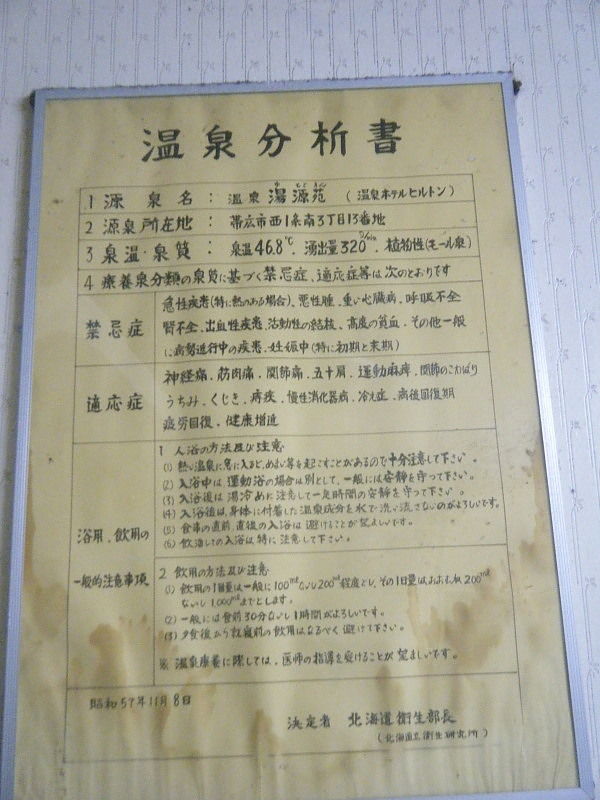 温泉分析書
1 源泉名 : 温泉 湯源苑 (温泉ホテルヒルトン)
2 源泉所在地 : 帯広市西1条南3丁目13番地
3 泉温・泉質 : 泉温46.8℃. 湧出量320ℓ/min. 植物性(モール泉)
4 療養泉分類の泉質に基づく禁忌症、適応症等は次のとおりです
禁忌症
急性疾患(特に熱のある場合)、悪性腫、重い心臓病、呼吸不全
腎不全、出血性疾患、活動性の結核、高度の貧血、その他一般
に病勢進行中の疾患、妊娠中(特に初期と末期)
適応症
神経痛、筋肉痛、関節痛、五十肩、運動麻痺、関節のこわばり
うちみ、くじき、痔疾、慢性消化器病、冷え症、病後回復期
疲労回復、健康増進
浴用、飲用の
一般的注意事項
1 入浴の方法及び注意
(1) 熱い温泉に急に入ると、めまい等を起こすことがあるので十分注意して下さい。
(2) 入浴中は、運動浴の場合は別として、一般には安静を守って下さい。
(3) 入浴後は湯冷めに注意して一定時間の安静を守って下さい。
(4) 入浴後は、身体に付着した温泉成分を水で洗い流さないのがよろしいです。
(5) 食事の直前、直後の入浴は避けることが望ましいです。
(6) 飲酒しての入浴は特に注意して下さい。
2 飲用の方法及び注意
(1) 飲用の1回量は一般に100mlないし200ml程度とし、その1日量はおおむね200ml
ないし1,000mlまでとします。
(2) 一般には食前30分ないし1時間がよろしいです。
(3) 夕食後から就寝前の飲用はなるべく避けて下さい。
※ 温泉療養に際しては、医師の指導を受けることが望ましいです。
昭和57年11月8日
決定者 北海道衛生部長
(北海道立衛生研究所)